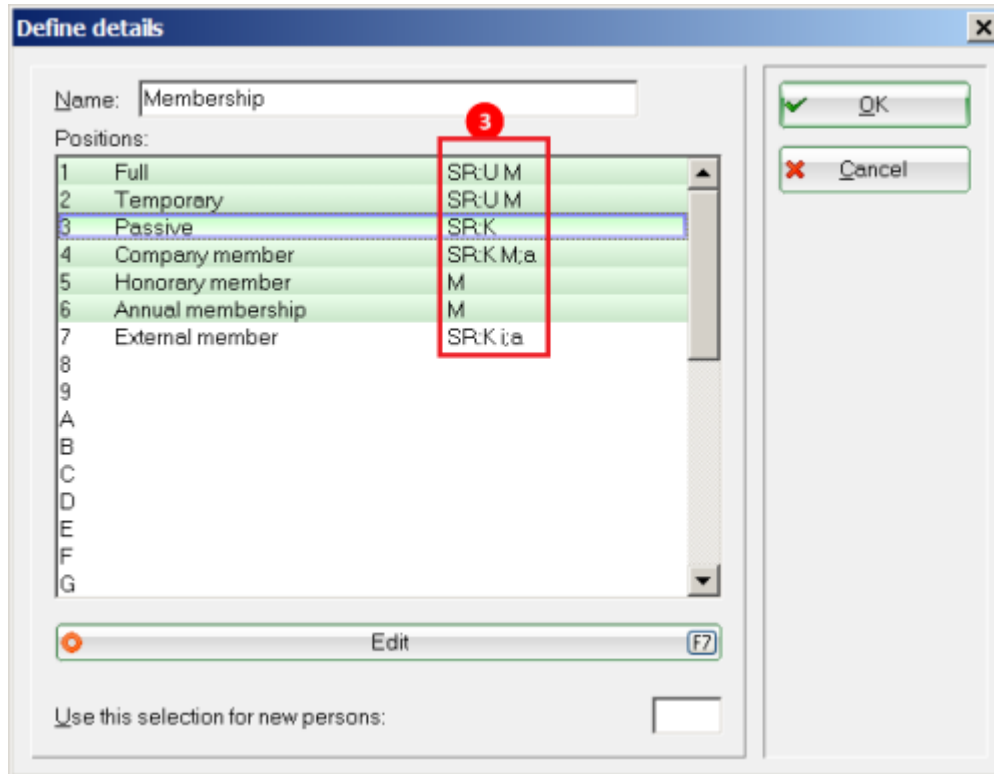 Define details
Name: Membership
OK
3
Positions:
1 Full SR:U M
Cancel
2 Temporary SR:U M
3 Passive SR:K
4 Company member SR:K M;a
5 Honorary member M
6 Annual membership M
7 External member SR:K i;a
8
9
A
B
C
D
E
F
G
Edit F7
Use this selection for new persons: